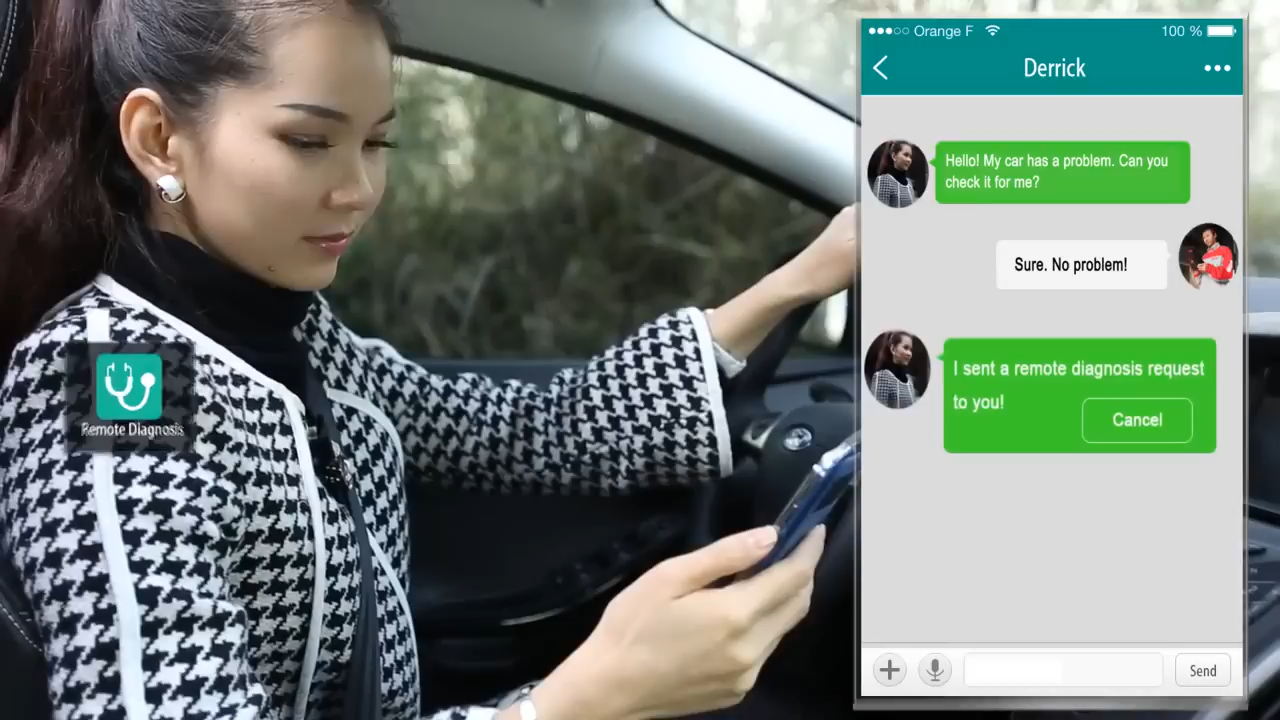 Remote Diagnosis
Orange F
100 %
Derrick
Hello! My car has a problem. Can you
check it for me?
Sure. No problem!
I sent a remote diagnosis request
to you!
Cancel
Send